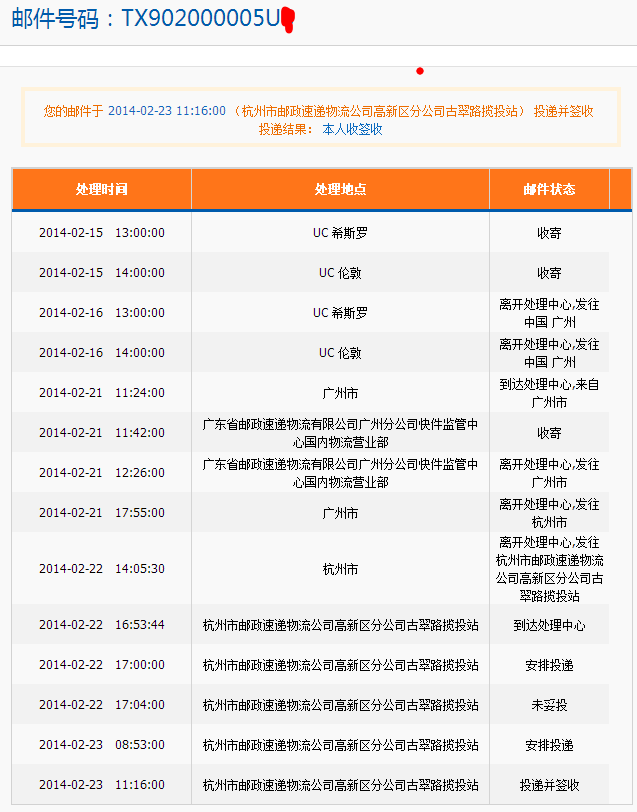 邮件号码：TX902000005U
您的邮件于 2014-02-23 11:16:00 （杭州市邮政速递物流公司高新区分公司古翠路揽投站） 投递并签收
投递结果： 本人收签收
处理时间 处理地点 邮件状态
2014-02-15 13:00:00 UC 希斯罗 收寄
2014-02-15 14:00:00 UC 伦敦 收寄
2014-02-16 13:00:00 UC 希斯罗 离开处理中心,发往
中国 广州
2014-02-16 14:00:00 UC 伦敦 离开处理中心,发往
中国 广州
2014-02-21 11:24:00 广州市 到达处理中心,来自
广州市
2014-02-21 11:42:00 广东省邮政速递物流有限公司广州分公司快件监管中
心国内物流营业部 收寄
2014-02-21 12:26:00 广东省邮政速递物流有限公司广州分公司快件监管中
心国内物流营业部 离开处理中心,发往
广州市
2014-02-21 17:55:00 广州市 离开处理中心,发往
杭州市
2014-02-22 14:05:30 杭州市 离开处理中心,发往
杭州市邮政速递物流
公司高新区分公司古
翠路揽投站
2014-02-22 16:53:44 杭州市邮政速递物流公司高新区分公司古翠路揽投站 到达处理中心
2014-02-22 17:00:00 杭州市邮政速递物流公司高新区分公司古翠路揽投站 安排投递
2014-02-22 17:04:00 杭州市邮政速递物流公司高新区分公司古翠路揽投站 未妥投
2014-02-23 08:53:00 杭州市邮政速递物流公司高新区分公司古翠路揽投站 安排投递
2014-02-23 11:16:00 杭州市邮政速递物流公司高新区分公司古翠路揽投站 投递并签收